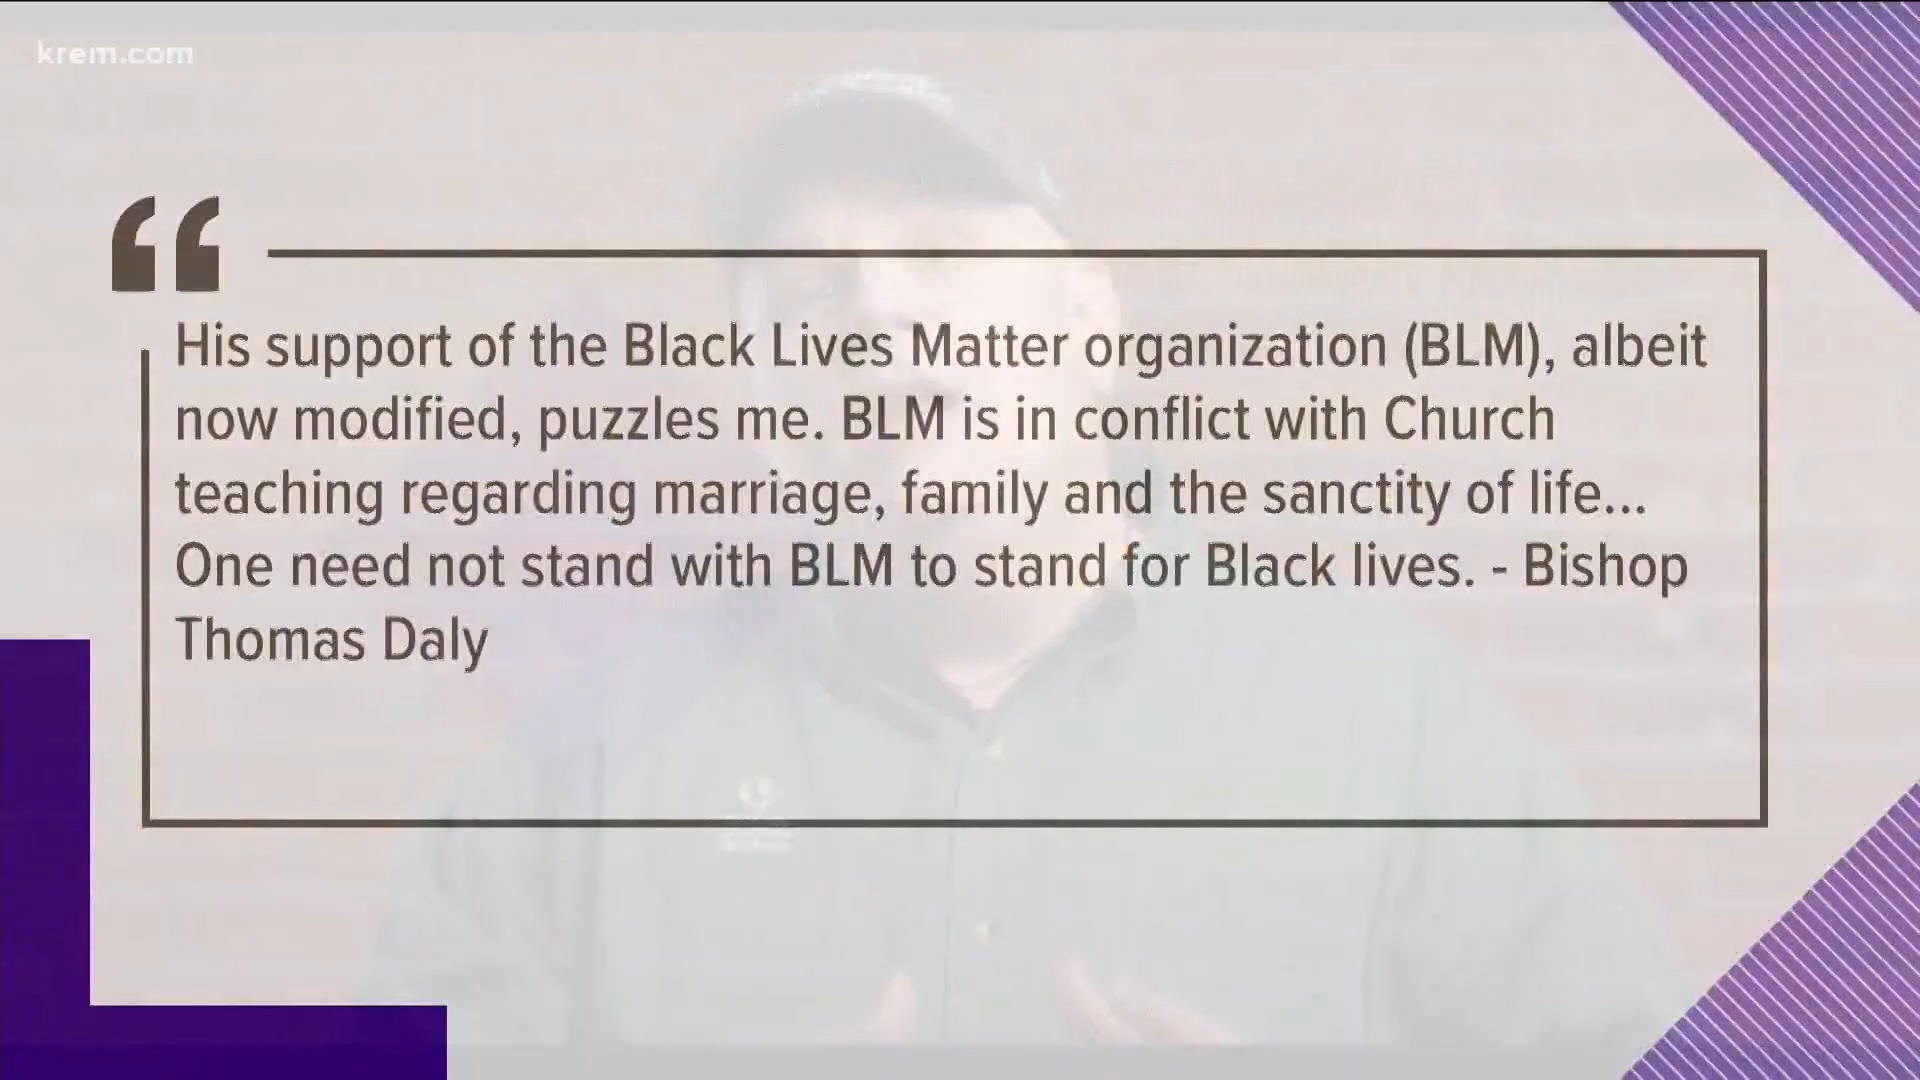 krem.com
“
His support of the Black Lives Matter organization (BLM), albeit
now modified, puzzles me. BLM is in conflict with Church
teaching regarding marriage, family and the sanctity of life...
One need not stand with BLM to stand for Black lives. - Bishop
Thomas Daly